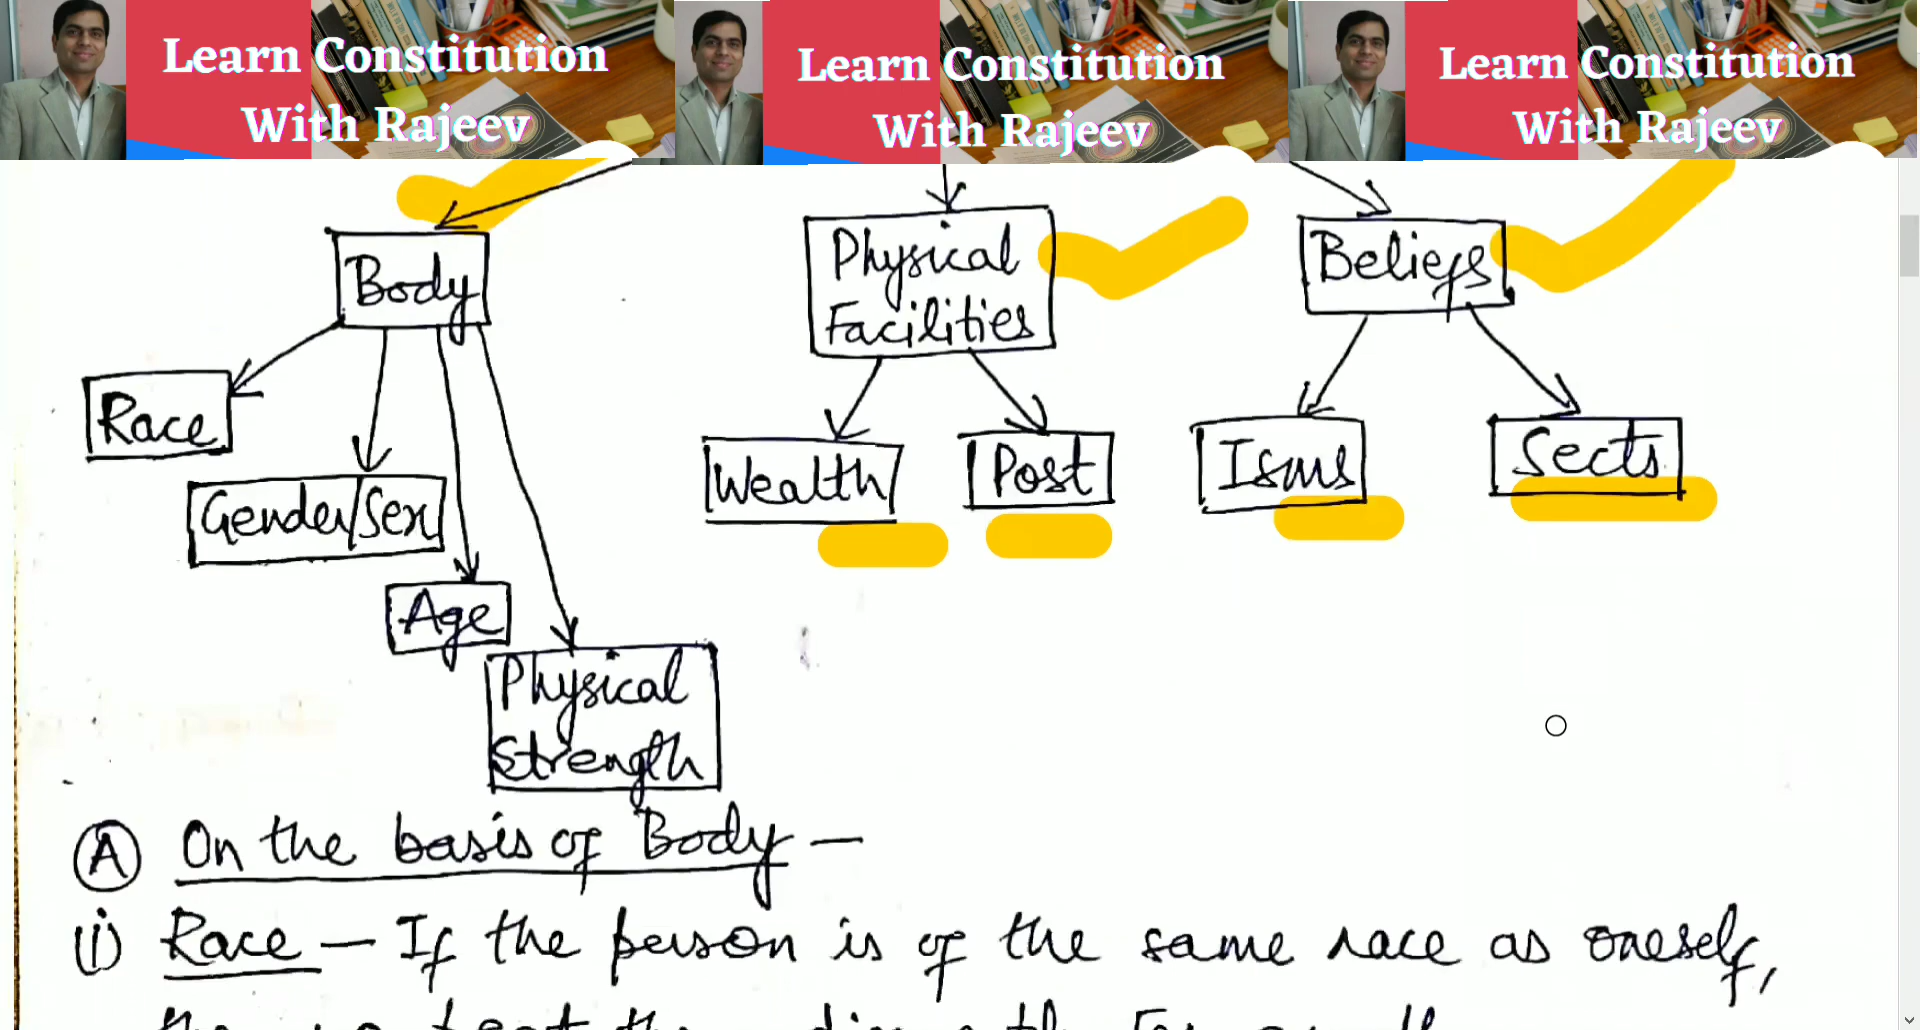 Learn Constitution
With Rajeev
Learn Constitution
With Rajeev
Learn Constitution
With Rajeev
Body
Physical
Facilities
Beliefs
Race
Gender/Sex
Age
Physical
Strength
Wealth
Post
Isms
Sects
(A) On the basis of Body —
(i) Race — If the person is of the same race as oneself,